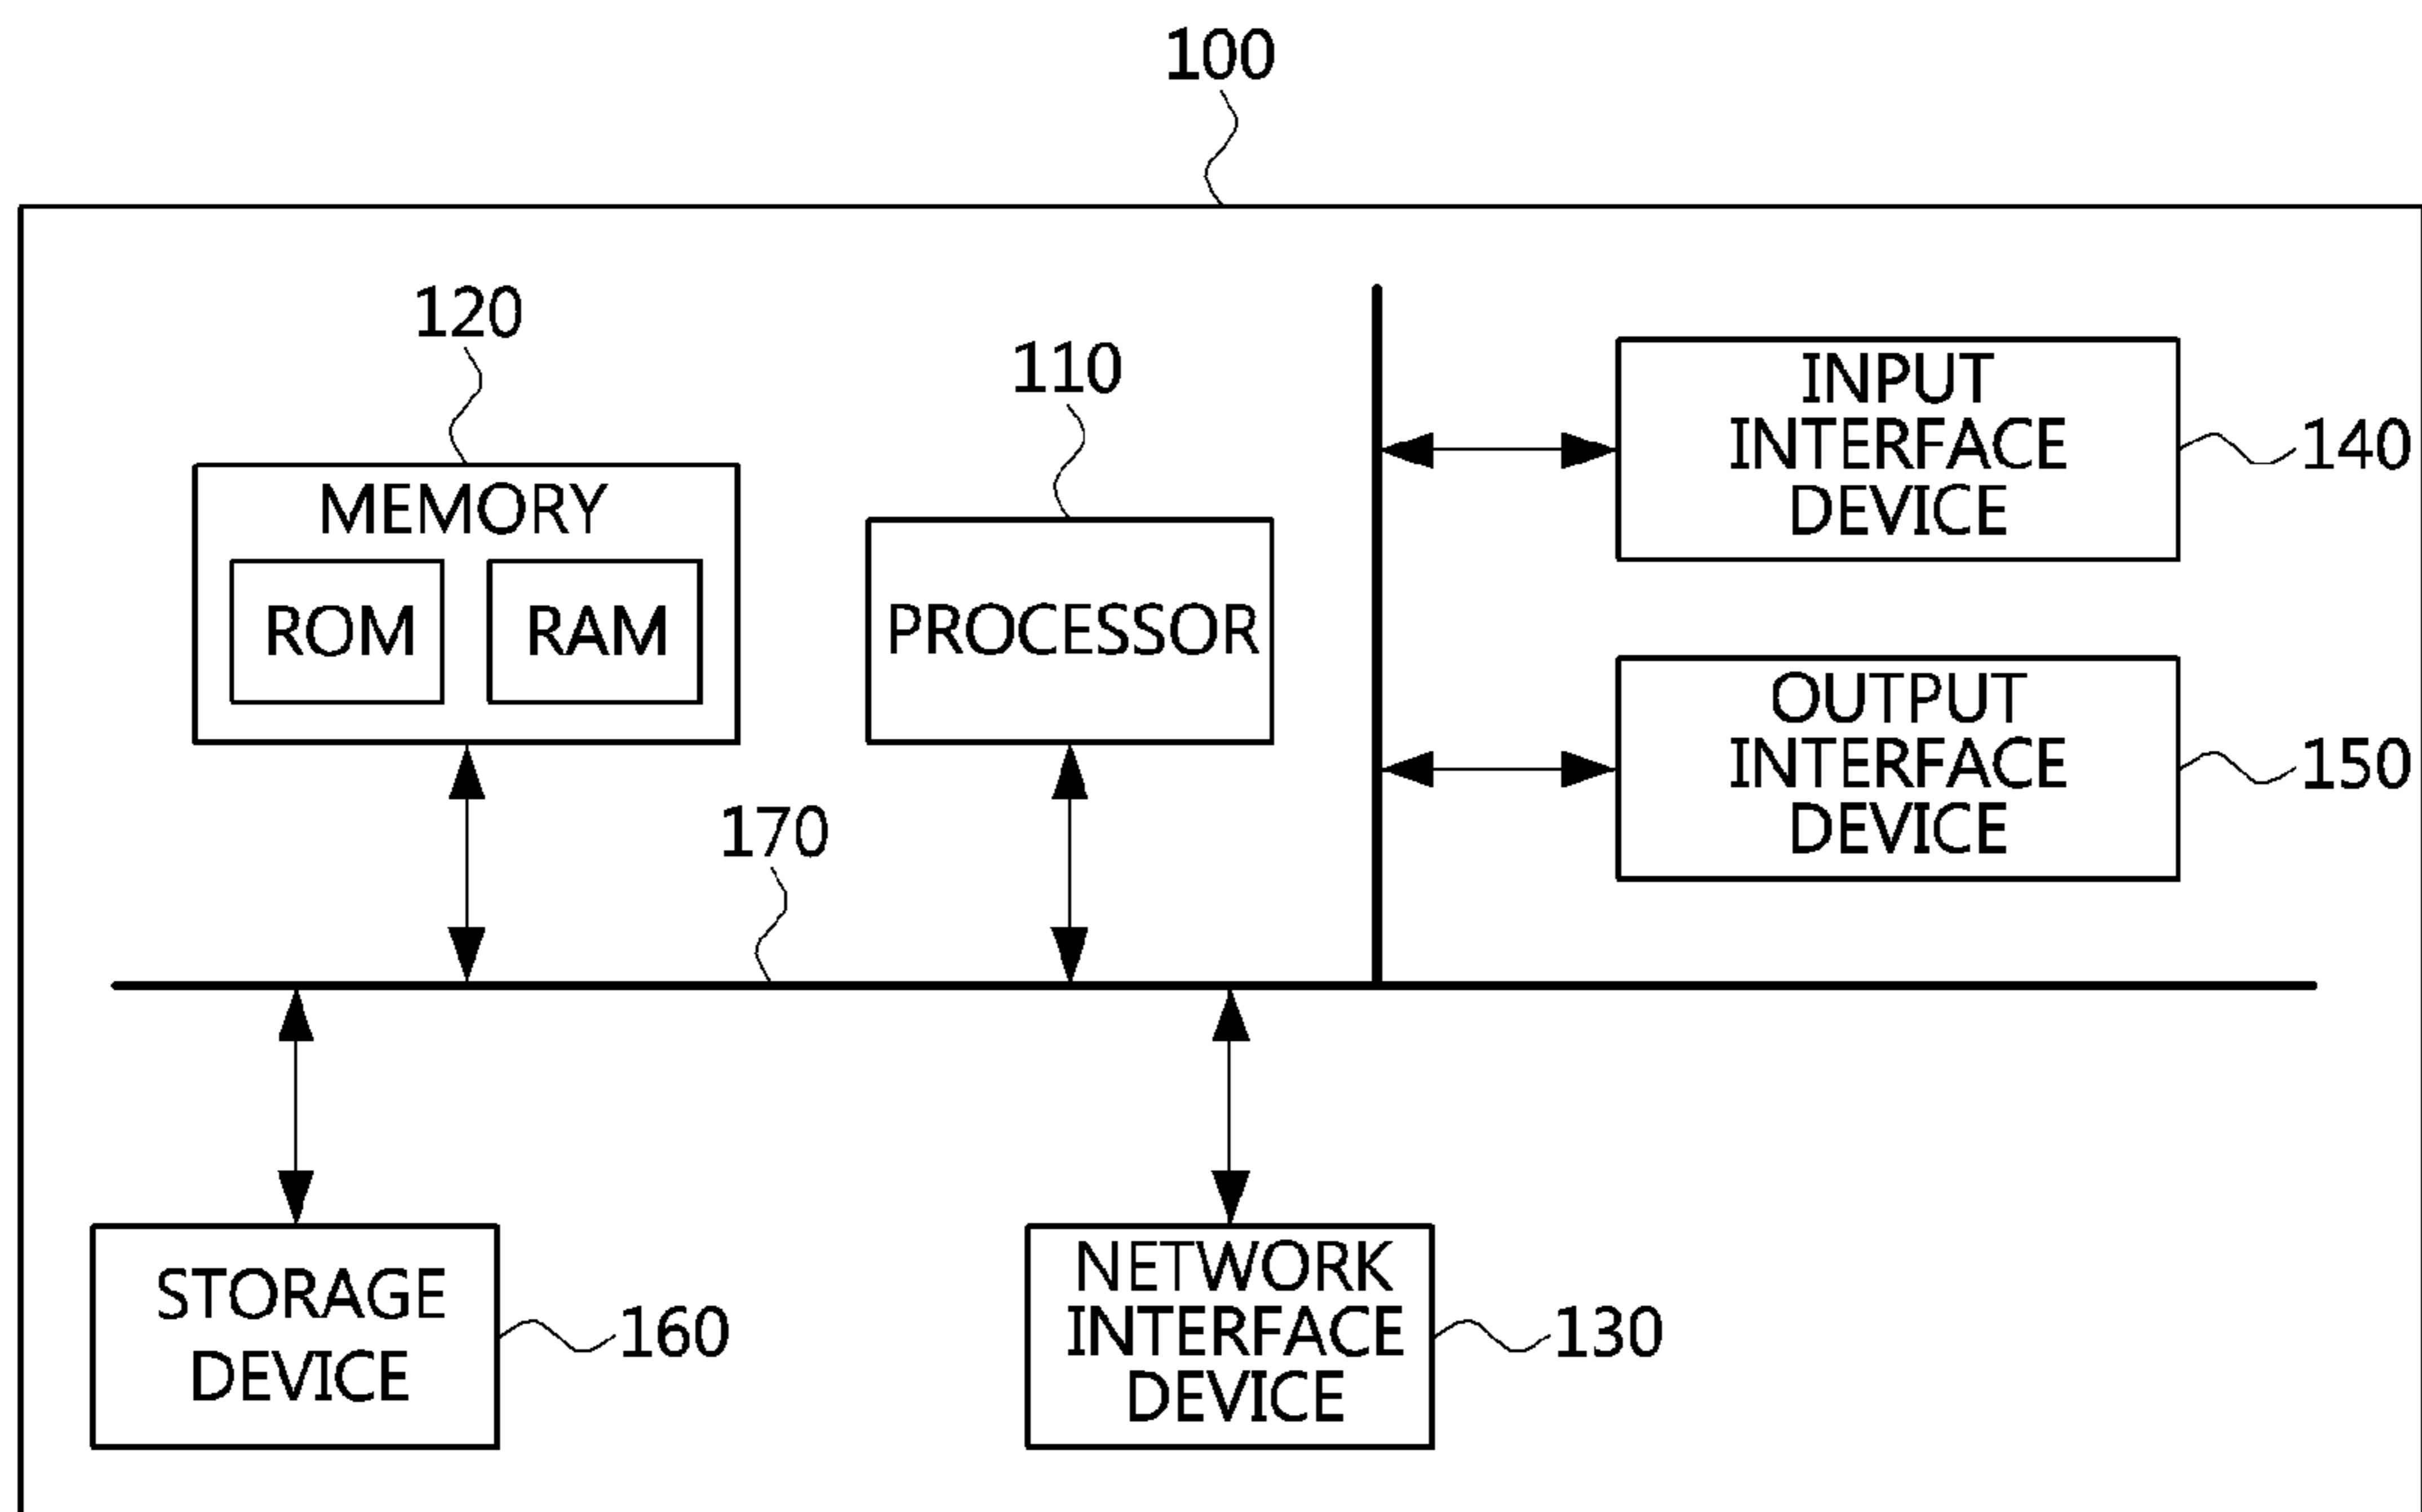 100
120
110
MEMORY
ROM
RAM
PROCESSOR
INPUT
INTERFACE
DEVICE
140
OUTPUT
INTERFACE
DEVICE
150
170
STORAGE
DEVICE
160
NETWORK
INTERFACE
DEVICE
130